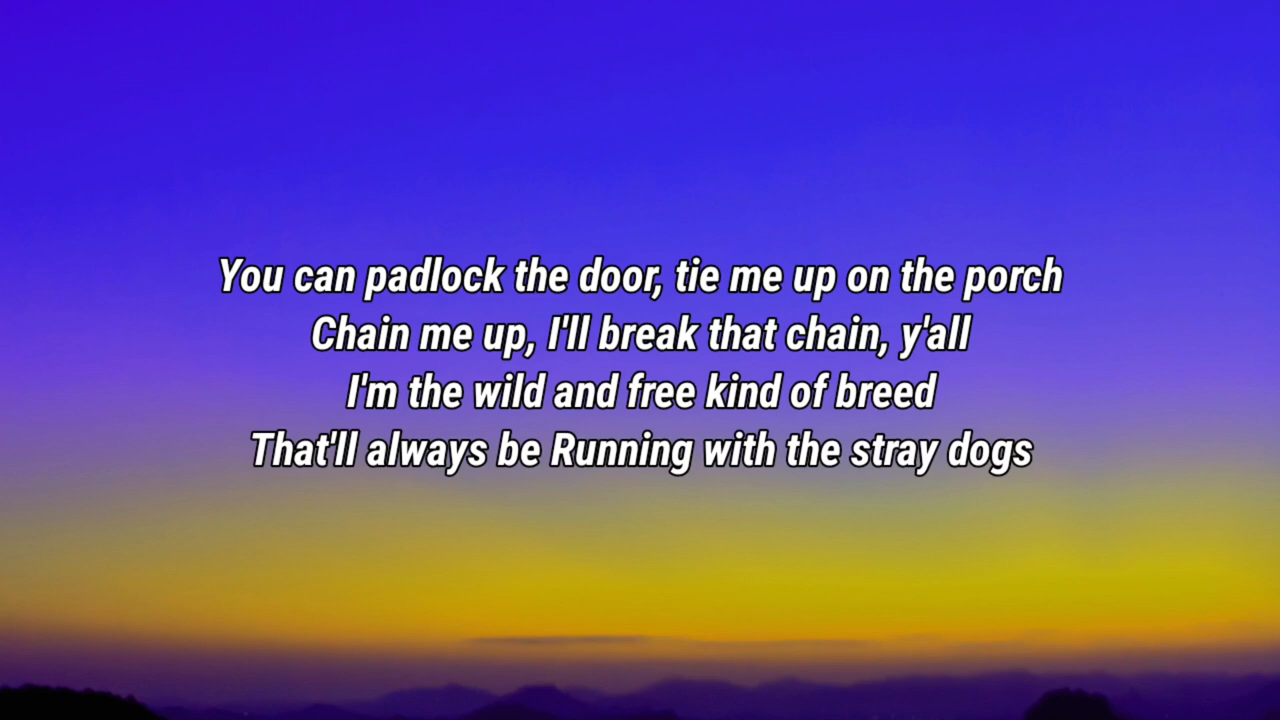 You can padlock the door, tie me up on the porch
Chain me up, I'll break that chain, y'all
I'm the wild and free kind of breed
That'll always be Running with the stray dogs